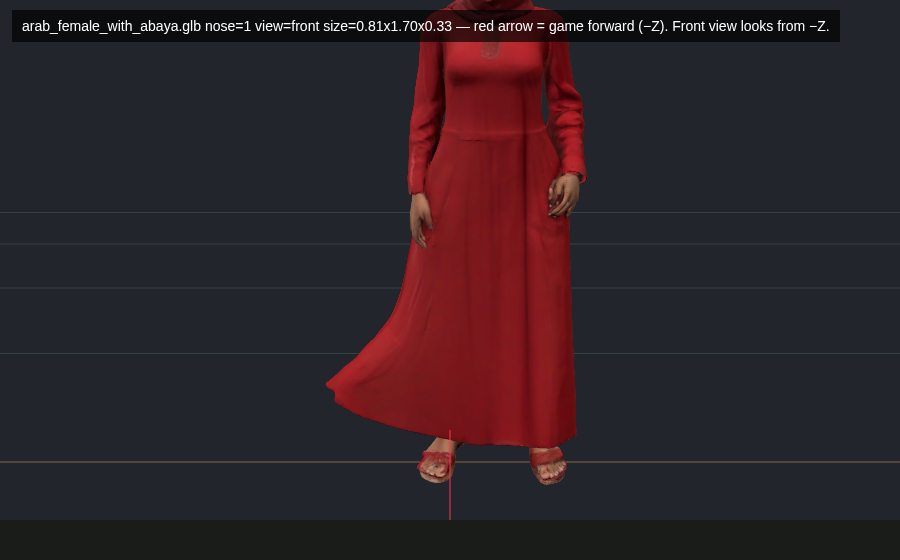 arab_female_with_abaya.glb nose=1 view=front size=0.81x1.70x0.33 — red arrow = game forward (−Z). Front view looks from −Z.